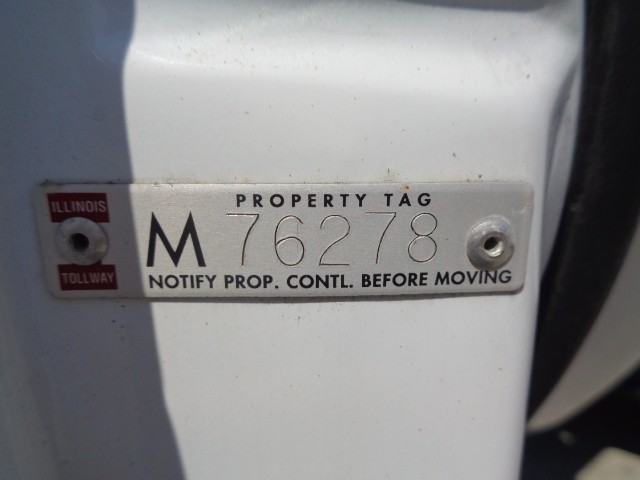 PROPERTY TAG
ILLINOIS
TOLLWAY
M 76278
NOTIFY PROP. CONTL. BEFORE MOVING